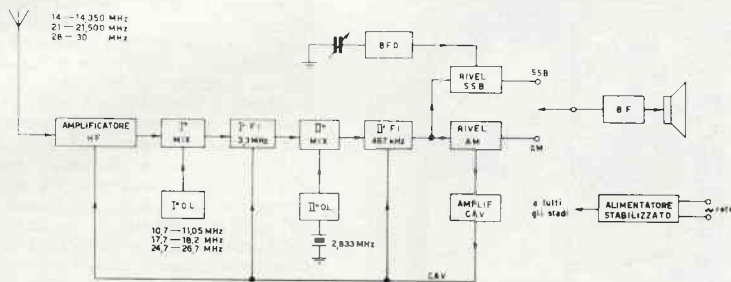 14 — 14,350 MHz
21 — 21,500 MHz
28 — 30 MHz
BFO
RIVEL
SSB
SSB
AMPLIFICATORE
HF
I°
MIX
I° FI
3,3 MHz
II°
MIX
II° FI
467 kHz
RIVEL
AM
AM
BF
I° O.L.
10,7 — 11,05 MHz
17,7 — 18,2 MHz
24,7 — 26,7 MHz
II° O.L.
2,833 MHz
AMPLIF
CAV
CAV
a tutti
gli stadi
ALIMENTATORE
STABILIZZATO
rete